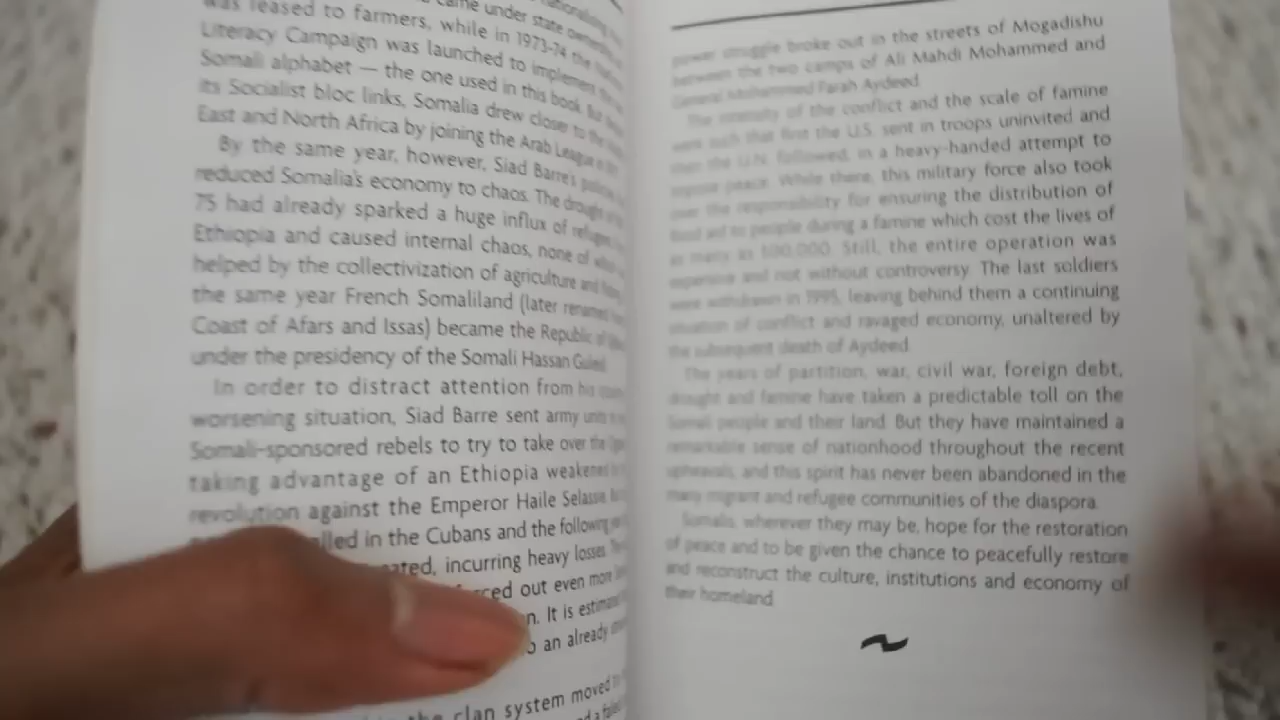 nationalising
came under state
was leased to farmers, while in 1973-74 the
Literacy Campaign was launched to implement the
Somali alphabet — the one used in this book. But
its Socialist bloc links, Somalia drew closer to the
East and North Africa by joining the Arab League in
By the same year, however, Siad Barre's
reduced Somalia's economy to chaos. The drought
75 had already sparked a huge influx of refugees
Ethiopia and caused internal chaos, none of
helped by the collectivization of agriculture and
the same year French Somaliland (later renamed
Coast of Afars and Issas) became the Republic of
under the presidency of the Somali Hassan Guled.
In order to distract attention from his
worsening situation, Siad Barre sent army units
Somali-sponsored rebels to try to take over the
taking advantage of an Ethiopia weakened
revolution against the Emperor Haile Selassie.
lled in the Cubans and the following
ated, incurring heavy losses.
rced out even more
n. It is estimated
o an already
the clan system moved
power struggle broke out in the streets of Mogadishu
between the two camps of Ali Mahdi Mohammed and
General Mohammed Farah Aydeed.
The intensity of the conflict and the scale of famine
were such that first the U.S. sent in troops uninvited and
then the U.N. followed, in a heavy-handed attempt to
impose peace. While there, this military force also took
over the responsibility for ensuring the distribution of
food aid to people during a famine which cost the lives of
as many as 300,000. Still, the entire operation was
expensive and not without controversy. The last soldiers
were withdrawn in 1995, leaving behind them a continuing
situation of conflict and ravaged economy, unaltered by
the subsequent death of Aydeed.
The years of partition, war, civil war, foreign debt,
drought and famine have taken a predictable toll on the
Somali people and their land. But they have maintained a
remarkable sense of nationhood throughout the recent
upheavals, and this spirit has never been abandoned in the
many migrant and refugee communities of the diaspora.
Somalis, wherever they may be, hope for the restoration
of peace and to be given the chance to peacefully restore
and reconstruct the culture, institutions and economy of
their homeland.